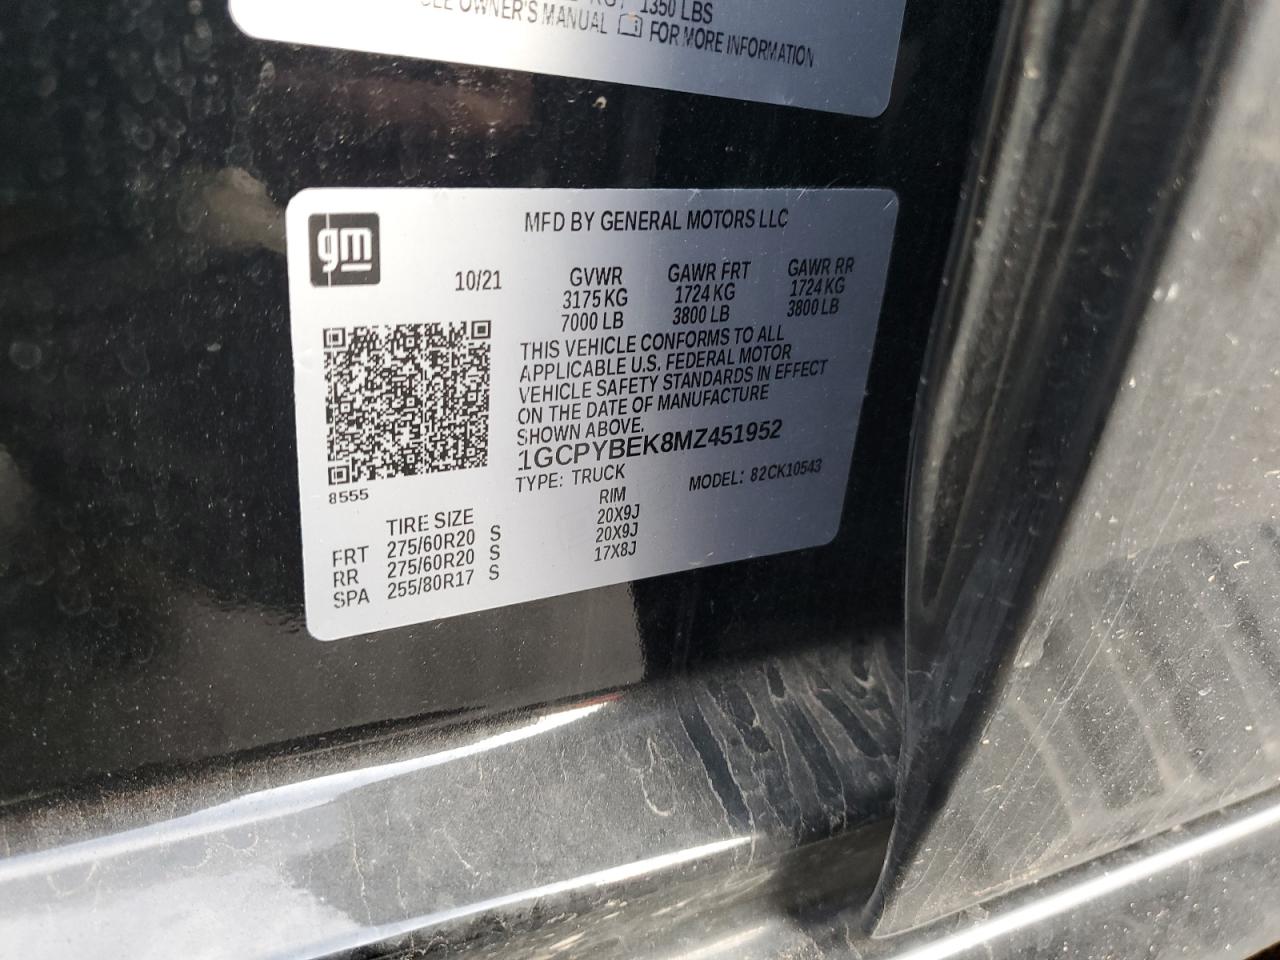 1350 LBS
OWNER'S MANUAL FOR MORE INFORMATION
gm
MFD BY GENERAL MOTORS LLC
10/21
GVWR GAWR FRT GAWR RR
3175 KG 1724 KG 1724 KG
7000 LB 3800 LB 3800 LB
THIS VEHICLE CONFORMS TO ALL
APPLICABLE U.S. FEDERAL MOTOR
VEHICLE SAFETY STANDARDS IN EFFECT
ON THE DATE OF MANUFACTURE
SHOWN ABOVE.
1GCPYBEK8MZ451952
TYPE: TRUCK MODEL: 82CK10543
8555
TIRE SIZE RIM
FRT 275/60R20 S 20X9J
RR 275/60R20 S 20X9J
SPA 255/80R17 S 17X8J